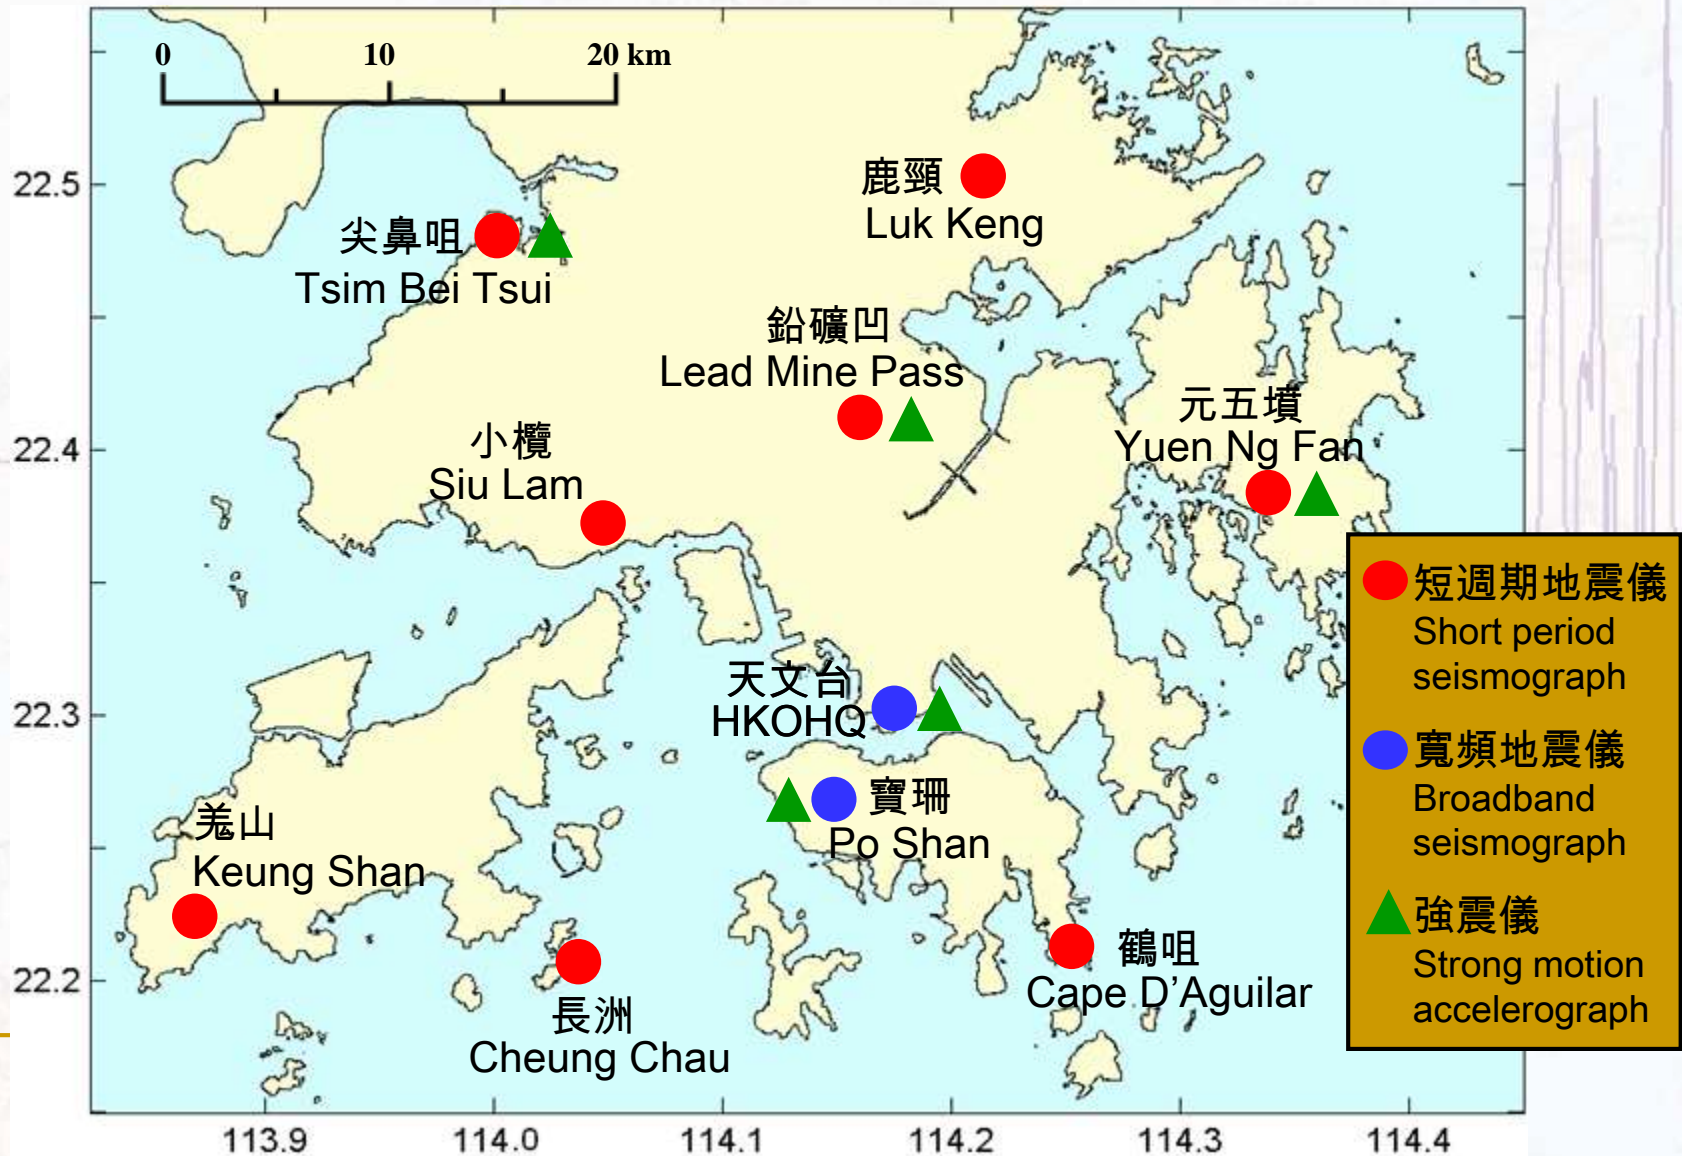 0 10 20 km
22.5
22.4
22.3
22.2
鹿頸
Luk Keng
尖鼻咀
Tsim Bei Tsui
鉛礦凹
Lead Mine Pass
元五墳
Yuen Ng Fan
小欖
Siu Lam
天文台
HKOHQ
寶珊
Po Shan
羗山
Keung Shan
鶴咀
Cape D’Aguilar
長洲
Cheung Chau
短週期地震儀
Short period
seismograph
寬頻地震儀
Broadband
seismograph
強震儀
Strong motion
accelerograph
113.9 114.0 114.1 114.2 114.3 114.4